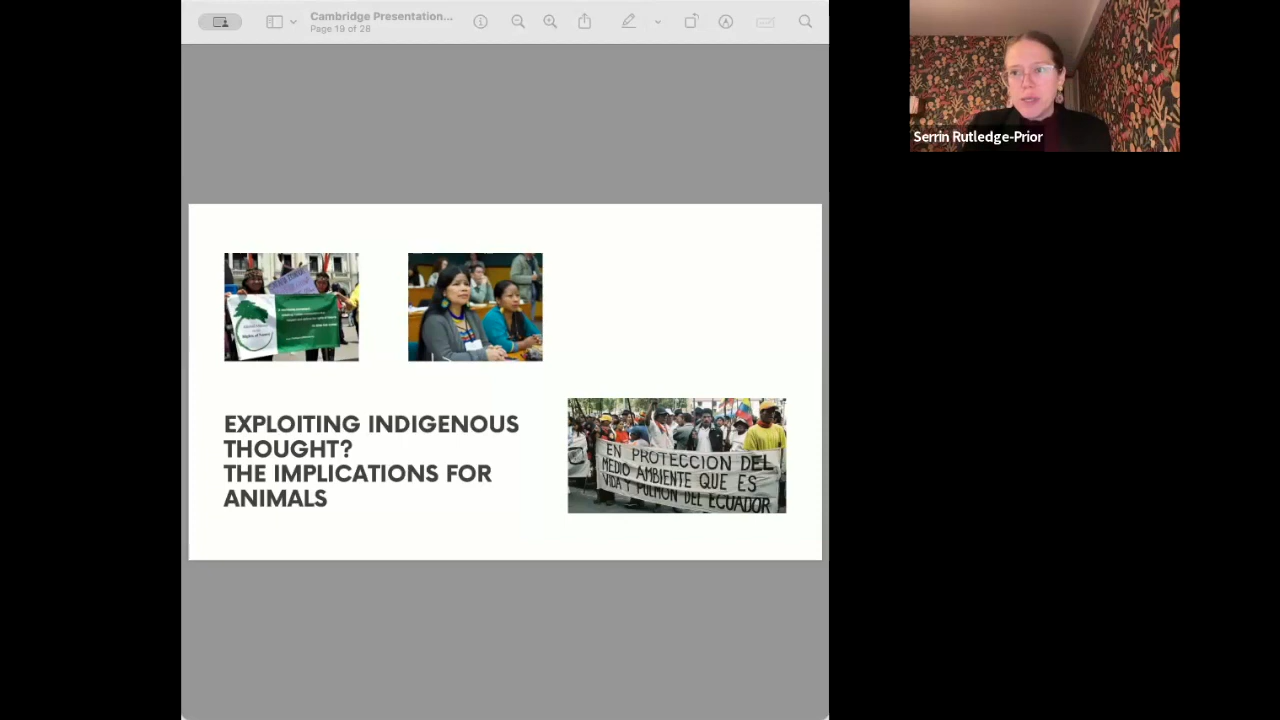 Cambridge Presentation...
Page 19 of 28
Serrin Rutledge-Prior
EXPLOITING INDIGENOUS
THOUGHT?
THE IMPLICATIONS FOR
ANIMALS
EN PROTECCION DEL
MEDIO AMBIENTE QUE ES
VIDA Y PULMON DEL ECUADOR